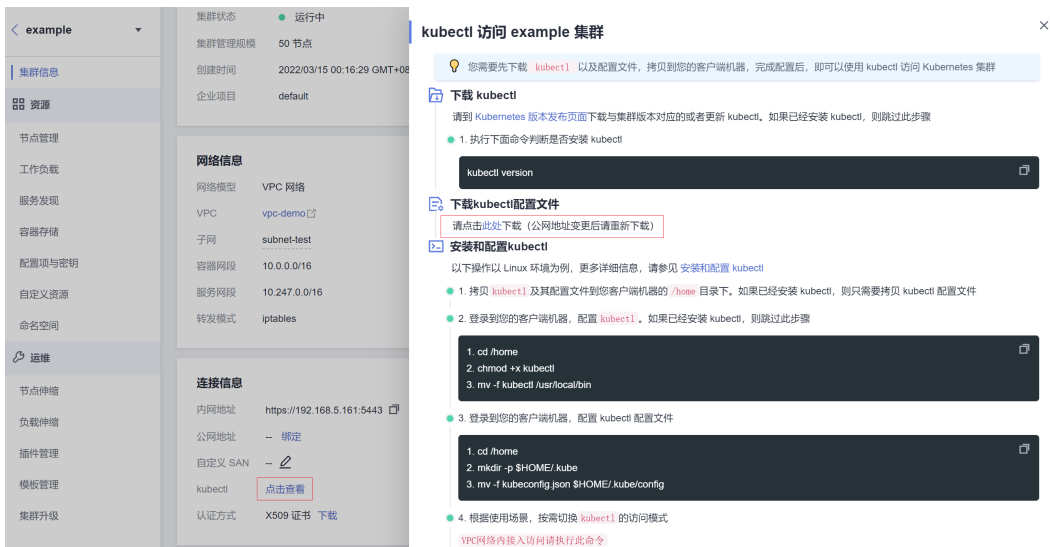 example
集群信息
资源
节点管理
工作负载
服务发现
容器存储
配置项与密钥
自定义资源
命名空间
运维
节点伸缩
负载伸缩
插件管理
模板管理
集群升级
集群状态 运行中
集群管理规模 50 节点
创建时间 2022/03/15 00:16:29 GMT+08
企业项目 default
网络信息
网络模型 VPC 网络
VPC vpc-demo
子网 subnet-test
容器网段 10.0.0.0/16
服务网段 10.247.0.0/16
转发模式 iptables
连接信息
内网地址 https://192.168.5.161:5443
公网地址 -- 绑定
自定义 SAN --
kubectl 点击查看
认证方式 X509 证书 下载
kubectl 访问 example 集群
您需要先下载 kubectl 以及配置文件，拷贝到您的客户端机器，完成配置后，即可以使用 kubectl 访问 Kubernetes 集群
下载 kubectl
请到 Kubernetes 版本发布页面下载与集群版本对应的或者更新 kubectl。如果已经安装 kubectl，则跳过此步骤
1. 执行下面命令判断是否安装 kubectl
kubectl version
下载kubectl配置文件
请点击此处下载（公网地址变更后请重新下载）
安装和配置kubectl
以下操作以 Linux 环境为例，更多详细信息，请参见 安装和配置 kubectl
1. 拷贝 kubectl 及其配置文件到您客户端机器的 /home 目录下。如果已经安装 kubectl，则只需要拷贝 kubectl 配置文件
2. 登录到您的客户端机器，配置 kubectl 。如果已经安装 kubectl，则跳过此步骤
1. cd /home
2. chmod +x kubectl
3. mv -f kubectl /usr/local/bin
3. 登录到您的客户端机器，配置 kubectl 配置文件
1. cd /home
2. mkdir -p $HOME/.kube
3. mv -f kubeconfig.json $HOME/.kube/config
4. 根据使用场景，按需切换 kubectl 的访问模式
VPC网络内接入访问请执行此命令